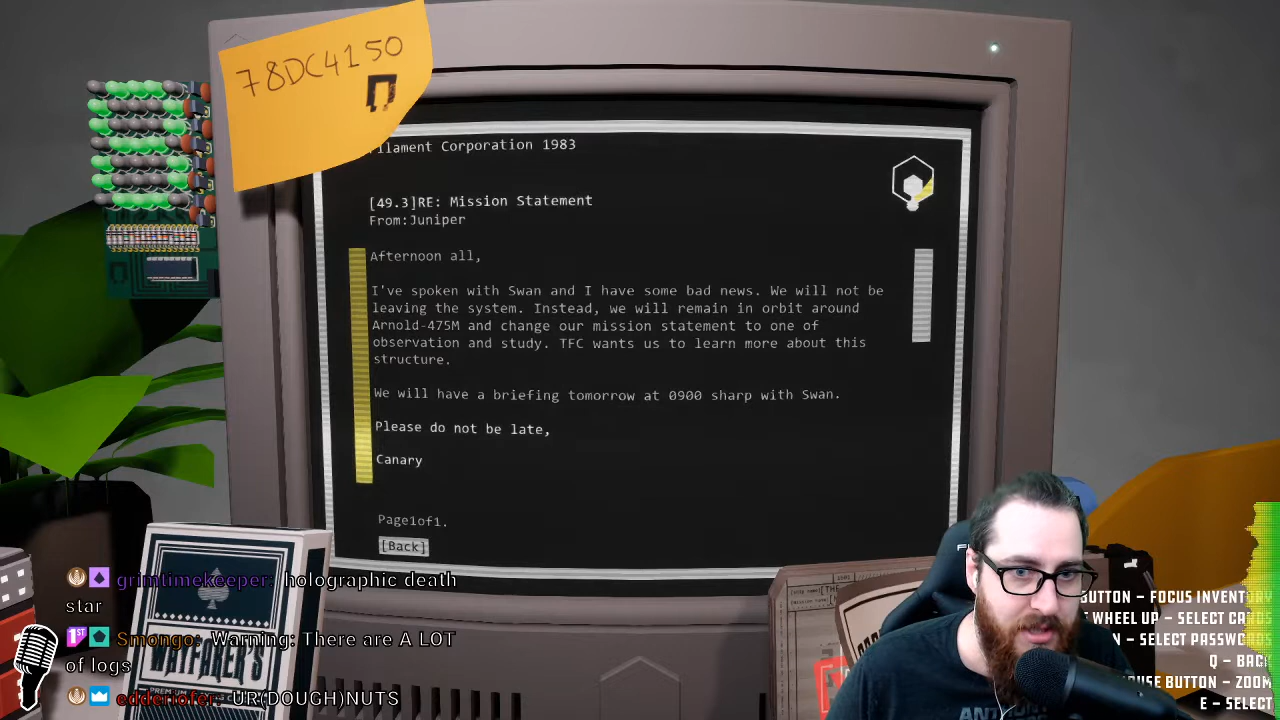 78DC4150
Filament Corporation 1983
[49.3]RE: Mission Statement
From:Juniper
Afternoon all,
I've spoken with Swan and I have some bad news. We will not be
leaving the system. Instead, we will remain in orbit around
Arnold-475M and change our mission statement to one of
observation and study. TFC wants us to learn more about this
structure.
We will have a briefing tomorrow at 0900 sharp with Swan.
Please do not be late,
Canary
Page1of1.
[Back]
grimtimekeeper: holographic death
star
Smongo: Warning: There are A LOT
of logs
UR(DOUGH)NUTS
WAYFARER'S
PREMIUM
BUTTON – FOCUS INVENTORY
WHEEL UP – SELECT CARDS
N – SELECT PASSWORDS
Q – BACK
OUSE BUTTON – ZOOM
E – SELECT